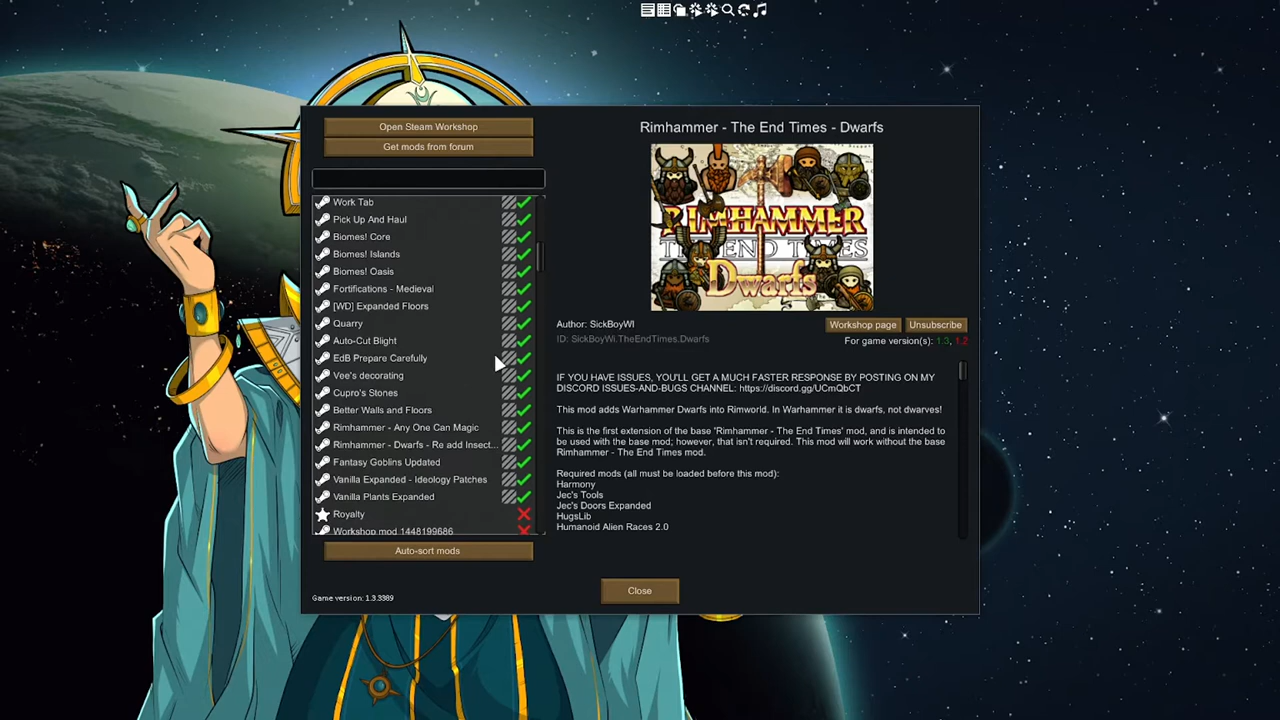 Open Steam Workshop
Get mods from forum
Work Tab
Pick Up And Haul
Biomes! Core
Biomes! Islands
Biomes! Oasis
Fortifications - Medieval
[WD] Expanded Floors
Quarry
Auto-Cut Blight
EdB Prepare Carefully
Vee's decorating
Cupro's Stones
Better Walls and Floors
Rimhammer - Any One Can Magic
Rimhammer - Dwarfs - Re add Insect...
Fantasy Goblins Updated
Vanilla Expanded - Ideology Patches
Vanilla Plants Expanded
Royalty
Workshop mod 1448199686
Auto-sort mods
Game version: 1.3.3389
Rimhammer - The End Times - Dwarfs
RIMHAMMER
THE END TIMES
Dwarfs
Author: SickBoyWI
Workshop page
Unsubscribe
ID: SickBoyWI.TheEndTimes.Dwarfs
For game version(s): 1.3, 1.2
IF YOU HAVE ISSUES, YOU'LL GET A MUCH FASTER RESPONSE BY POSTING ON MY
DISCORD ISSUES-AND-BUGS CHANNEL: https://discord.gg/UCmQbCT
This mod adds Warhammer Dwarfs into Rimworld. In Warhammer it is dwarfs, not dwarves!
This is the first extension of the base 'Rimhammer - The End Times' mod, and is intended to
be used with the base mod; however, that isn't required. This mod will work without the base
Rimhammer - The End Times mod.
Required mods (all must be loaded before this mod):
Harmony
Jec's Tools
Jec's Doors Expanded
HugsLib
Humanoid Alien Races 2.0
Close